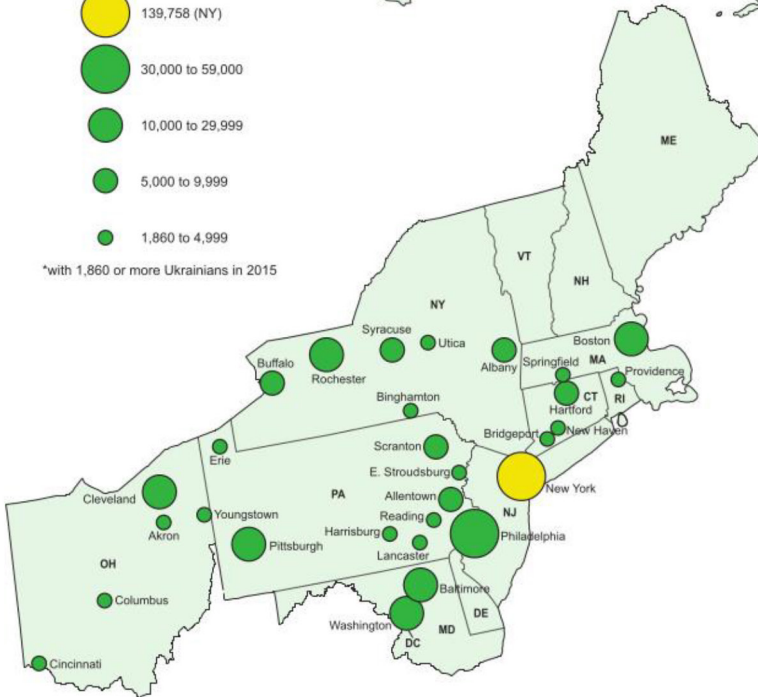 139,758 (NY)
30,000 to 59,000
10,000 to 29,999
5,000 to 9,999
1,860 to 4,999
*with 1,860 or more Ukrainians in 2015
ME
VT
NH
NY
Syracuse
Utica
Boston
Buffalo
Rochester
Albany
Springfield
MA
Providence
CT
RI
Hartford
Binghamton
Bridgeport
New Haven
Scranton
Erie
E. Stroudsburg
Cleveland
PA
Allentown
New York
NJ
Youngstown
Reading
Akron
Harrisburg
Philadelphia
Pittsburgh
Lancaster
OH
Baltimore
Columbus
DE
Washington
MD
DC
Cincinnati